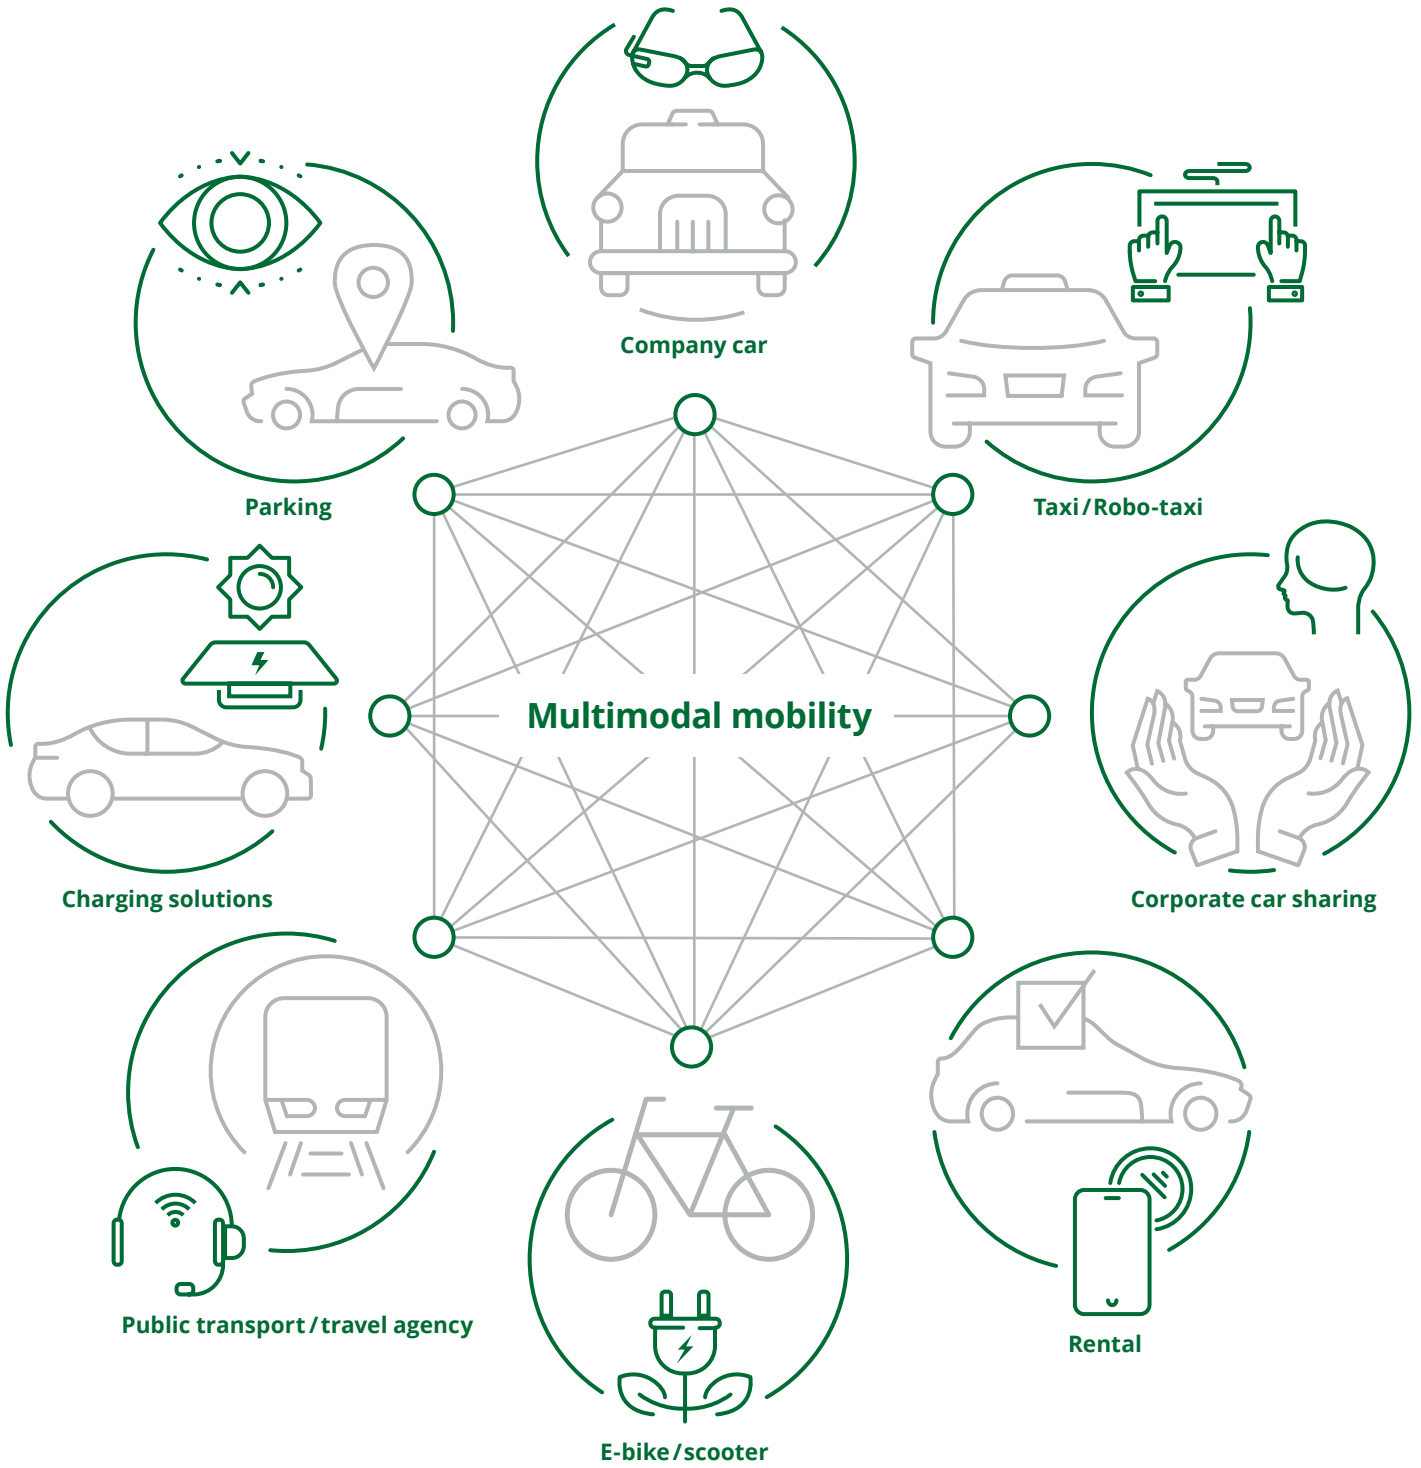 Company car
Parking
Taxi/Robo-taxi
Multimodal mobility
Charging solutions
Corporate car sharing
Public transport/travel agency
Rental
E-bike/scooter